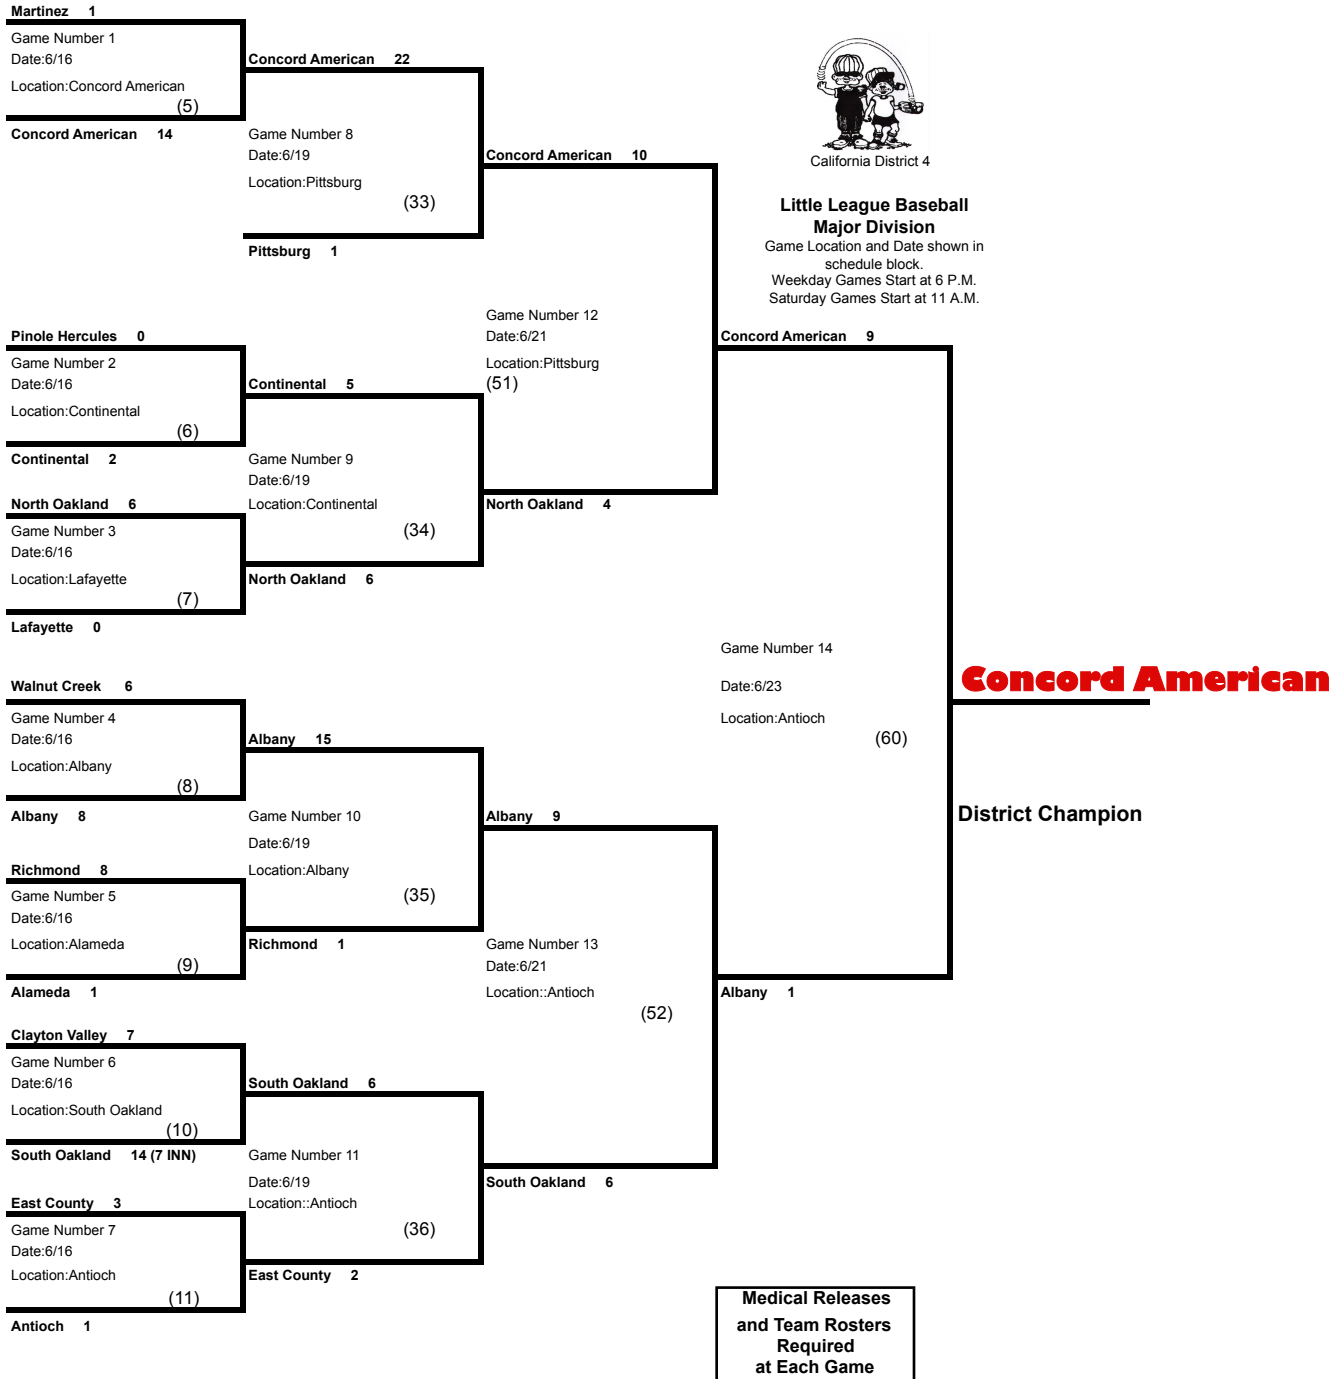 Martinez 1
Game Number 1
Date:6/16
Location:Concord American
(5)
Concord American 14
Concord American 22
Game Number 8
Date:6/19
Location:Pittsburg
(33)
Pittsburg 1
Concord American 10
California District 4
Little League Baseball
Major Division
Game Location and Date shown in
schedule block.
Weekday Games Start at 6 P.M.
Saturday Games Start at 11 A.M.
Pinole Hercules 0
Game Number 2
Date:6/16
Location:Continental
(6)
Continental 2
Continental 5
Game Number 9
Date:6/19
Location:Continental
(34)
North Oakland 6
Game Number 12
Date:6/21
Location:Pittsburg
(51)
North Oakland 4
Concord American 9
North Oakland 6
Game Number 3
Date:6/16
Location:Lafayette
(7)
Lafayette 0
Game Number 14
Date:6/23
Location:Antioch
(60)
Concord American
District Champion
Walnut Creek 6
Game Number 4
Date:6/16
Location:Albany
(8)
Albany 8
Albany 15
Game Number 10
Date:6/19
Location:Albany
(35)
Richmond 1
Albany 9
Richmond 8
Game Number 5
Date:6/16
Location:Alameda
(9)
Alameda 1
Game Number 13
Date:6/21
Location::Antioch
(52)
Albany 1
Clayton Valley 7
Game Number 6
Date:6/16
Location:South Oakland
(10)
South Oakland 14 (7 INN)
South Oakland 6
Game Number 11
Date:6/19
Location::Antioch
(36)
East County 2
South Oakland 6
East County 3
Game Number 7
Date:6/16
Location:Antioch
(11)
Antioch 1
Medical Releases
and Team Rosters
Required
at Each Game